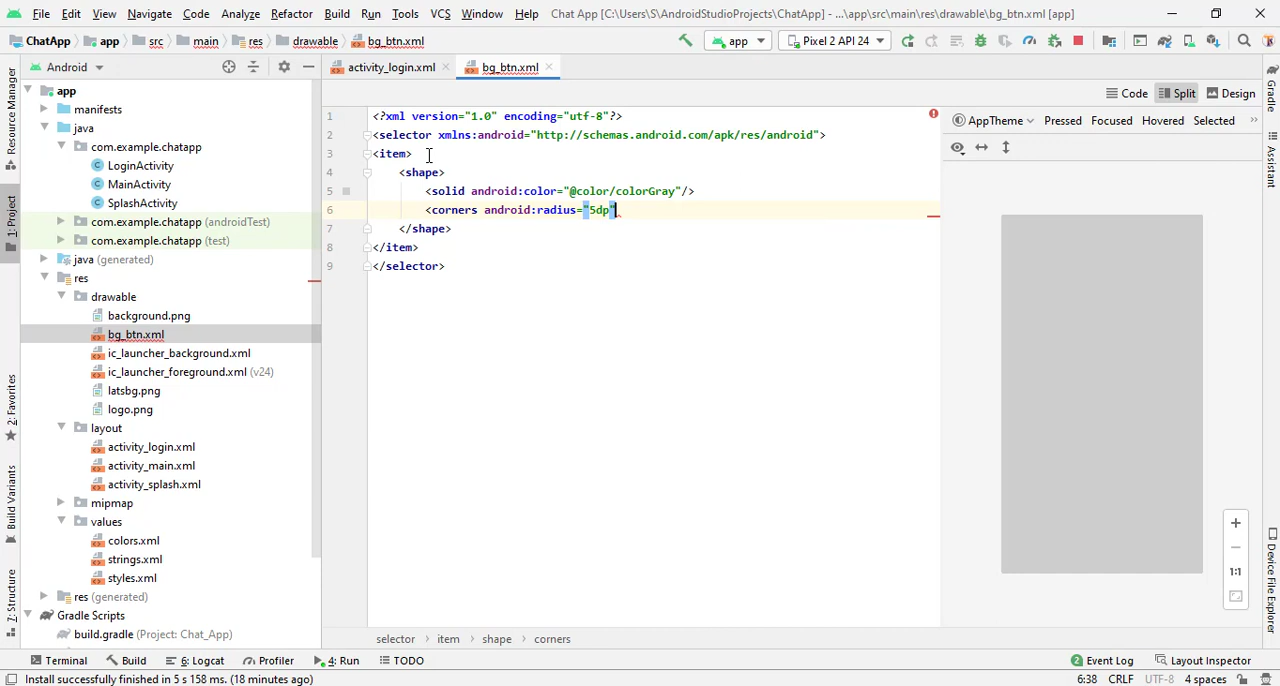 File Edit View Navigate Code Analyze Refactor Build Run Tools VCS Window Help Chat App [C:\Users\S\AndroidStudioProjects\ChatApp] - ...\app\src\main\res\drawable\bg_btn.xml [app]
ChatApp app src main res drawable bg_btn.xml app Pixel 2 API 24
Android activity_login.xml bg_btn.xml
Code Split Design
AppTheme Pressed Focused Hovered Selected
Resource Manager
1: Project
2: Favorites
Build Variants
7: Structure
app
manifests
java
com.example.chatapp
LoginActivity
MainActivity
SplashActivity
com.example.chatapp (androidTest)
com.example.chatapp (test)
java (generated)
res
drawable
background.png
bg_btn.xml
ic_launcher_background.xml
ic_launcher_foreground.xml (v24)
latsbg.png
logo.png
layout
activity_login.xml
activity_main.xml
activity_splash.xml
mipmap
values
colors.xml
strings.xml
styles.xml
res (generated)
Gradle Scripts
build.gradle (Project: Chat_App)
1 <?xml version="1.0" encoding="utf-8"?>
2 <selector xmlns:android="http://schemas.android.com/apk/res/android">
3 <item>
4 <shape>
5 <solid android:color="@color/colorGray"/>
6 <corners android:radius="5dp"
7 </shape>
8 </item>
9 </selector>
1:1
Gradle
Assistant
Device File Explorer
selector item shape corners
Terminal Build 6: Logcat Profiler 4: Run TODO 2 Event Log Layout Inspector
Install successfully finished in 5 s 158 ms. (18 minutes ago) 6:38 CRLF UTF-8 4 spaces